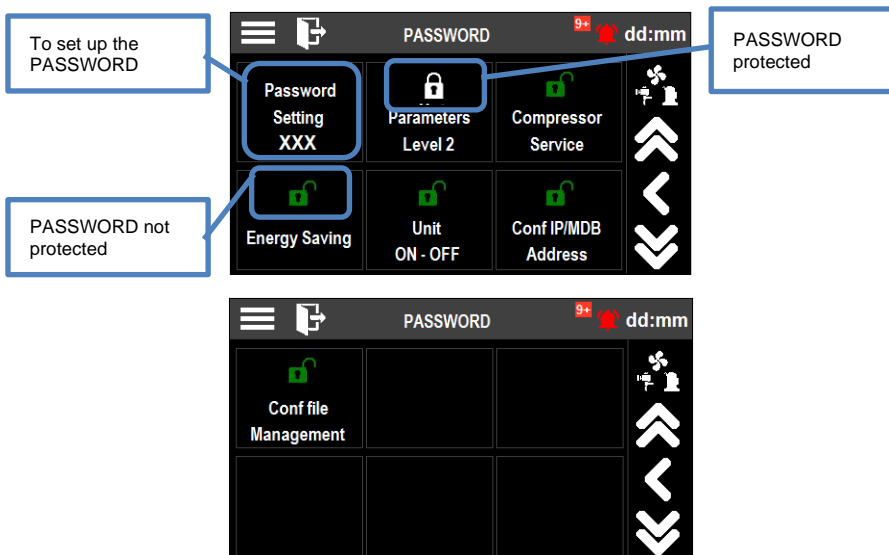 To set up the
PASSWORD
PASSWORD 9+ dd:mm
PASSWORD
protected
Password
Setting
XXX
Parameters
Level 2
Compressor
Service
PASSWORD not
protected
Energy Saving
Unit
ON - OFF
Conf IP/MDB
Address
PASSWORD 9+ dd:mm
Conf file
Management